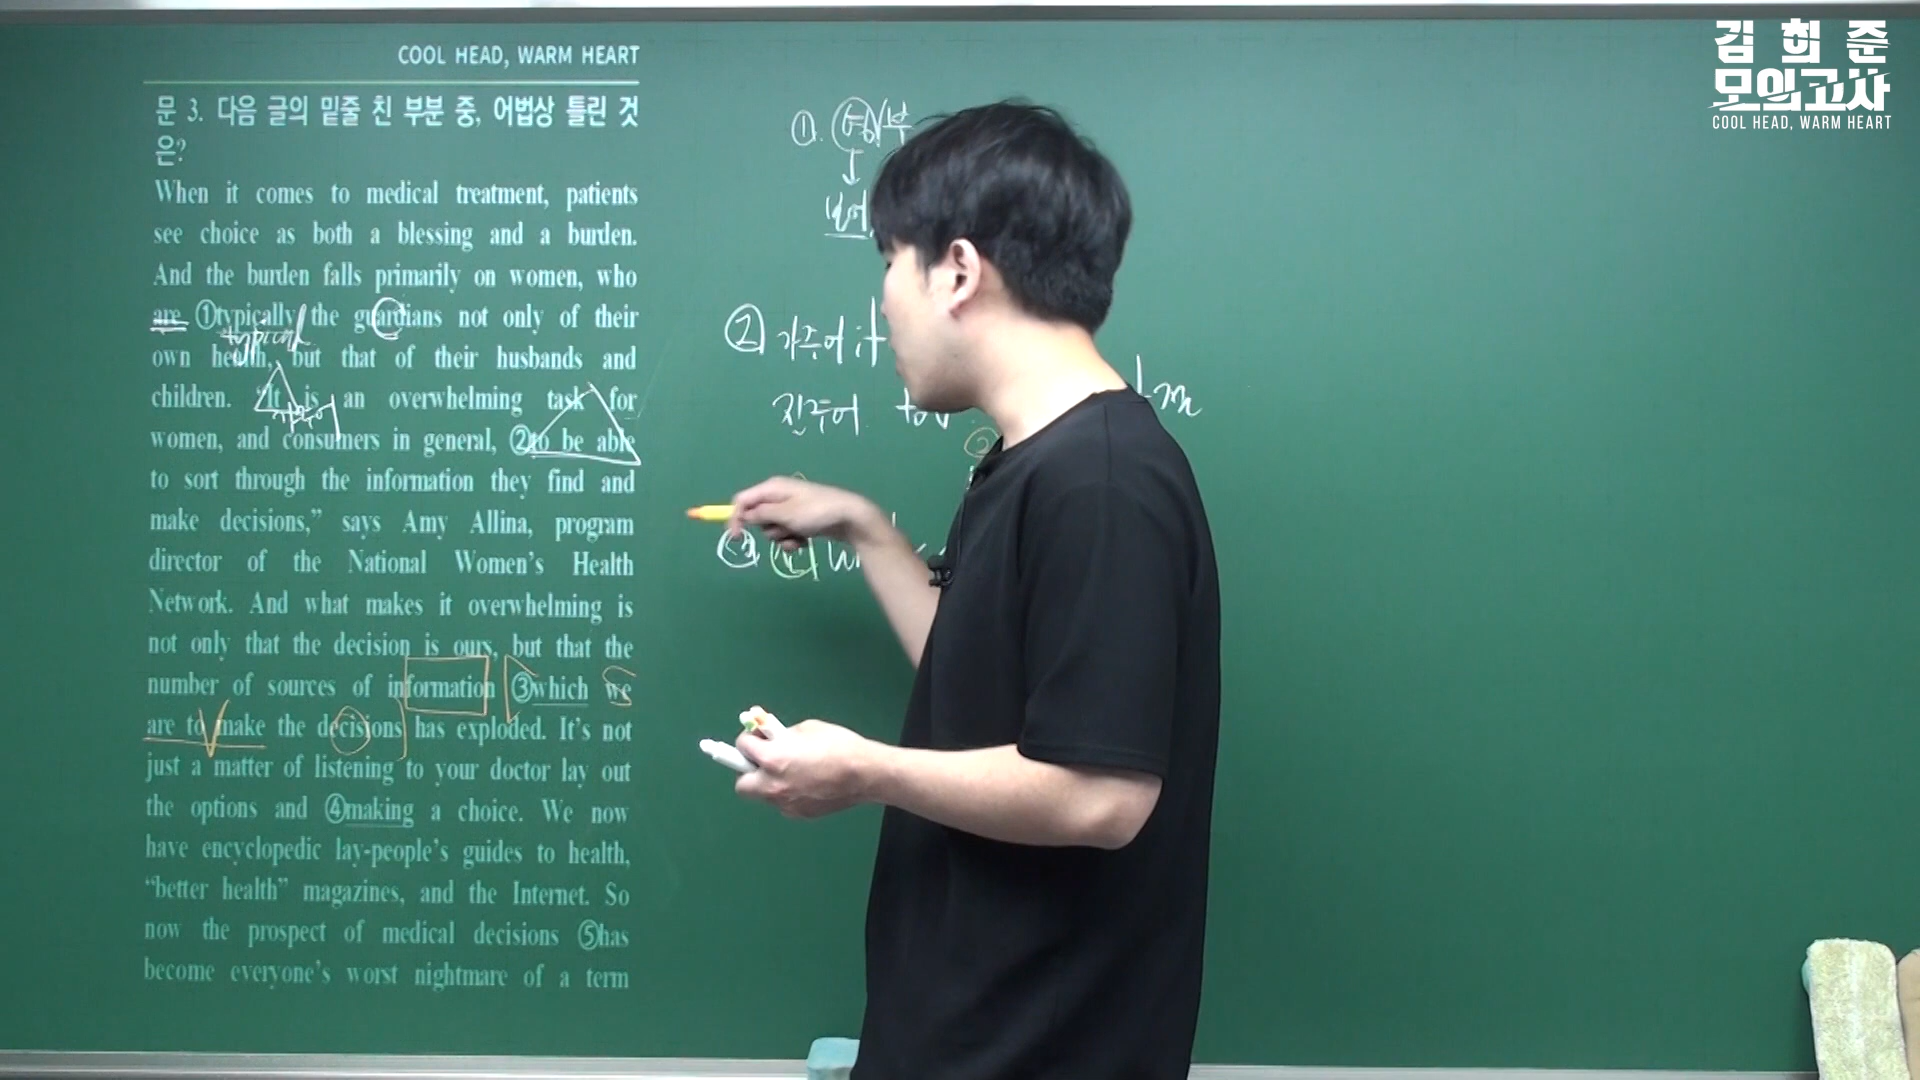 COOL HEAD, WARM HEART
문 3. 다음 글의 밑줄 친 부분 중, 어법상 틀린 것
은?
When it comes to medical treatment, patients
see choice as both a blessing and a burden.
And the burden falls primarily on women, who
are ①typically the guardians not only of their
typical
own health, but that of their husbands and
children. “It is an overwhelming task for
가주어
women, and consumers in general, ②to be able
to sort through the information they find and
make decisions,” says Amy Allina, program
director of the National Women’s Health
Network. And what makes it overwhelming is
not only that the decision is ours, but that the
number of sources of information ③which we
are to make the decisions has exploded. It’s not
just a matter of listening to your doctor lay out
the options and ④making a choice. We now
have encyclopedic lay-people’s guides to health,
“better health” magazines, and the Internet. So
now the prospect of medical decisions ⑤has
become everyone’s worst nightmare of a term
①. 형/부
↓
보어
② 가주어 it
진주어 to
③
김희준
모의고사
COOL HEAD, WARM HEART